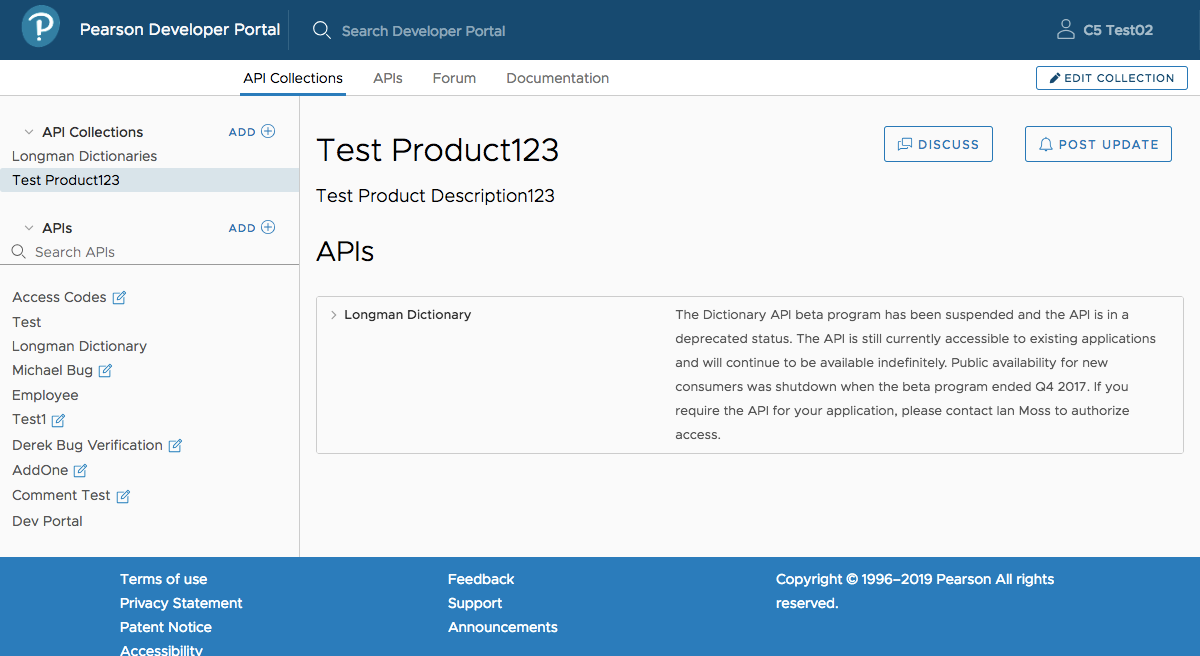 Pearson Developer Portal
Search Developer Portal
C5 Test02
API Collections
APIs
Forum
Documentation
EDIT COLLECTION
API Collections
ADD
Longman Dictionaries
Test Product123
APIs
ADD
Search APIs
Access Codes
Test
Longman Dictionary
Michael Bug
Employee
Test1
Derek Bug Verification
AddOne
Comment Test
Dev Portal
Test Product123
DISCUSS
POST UPDATE
Test Product Description123
APIs
Longman Dictionary
The Dictionary API beta program has been suspended and the API is in a
deprecated status. The API is still currently accessible to existing applications
and will continue to be available indefinitely. Public availability for new
consumers was shutdown when the beta program ended Q4 2017. If you
require the API for your application, please contact Ian Moss to authorize
access.
Terms of use
Privacy Statement
Patent Notice
Accessibility
Feedback
Support
Announcements
Copyright © 1996–2019 Pearson All rights
reserved.